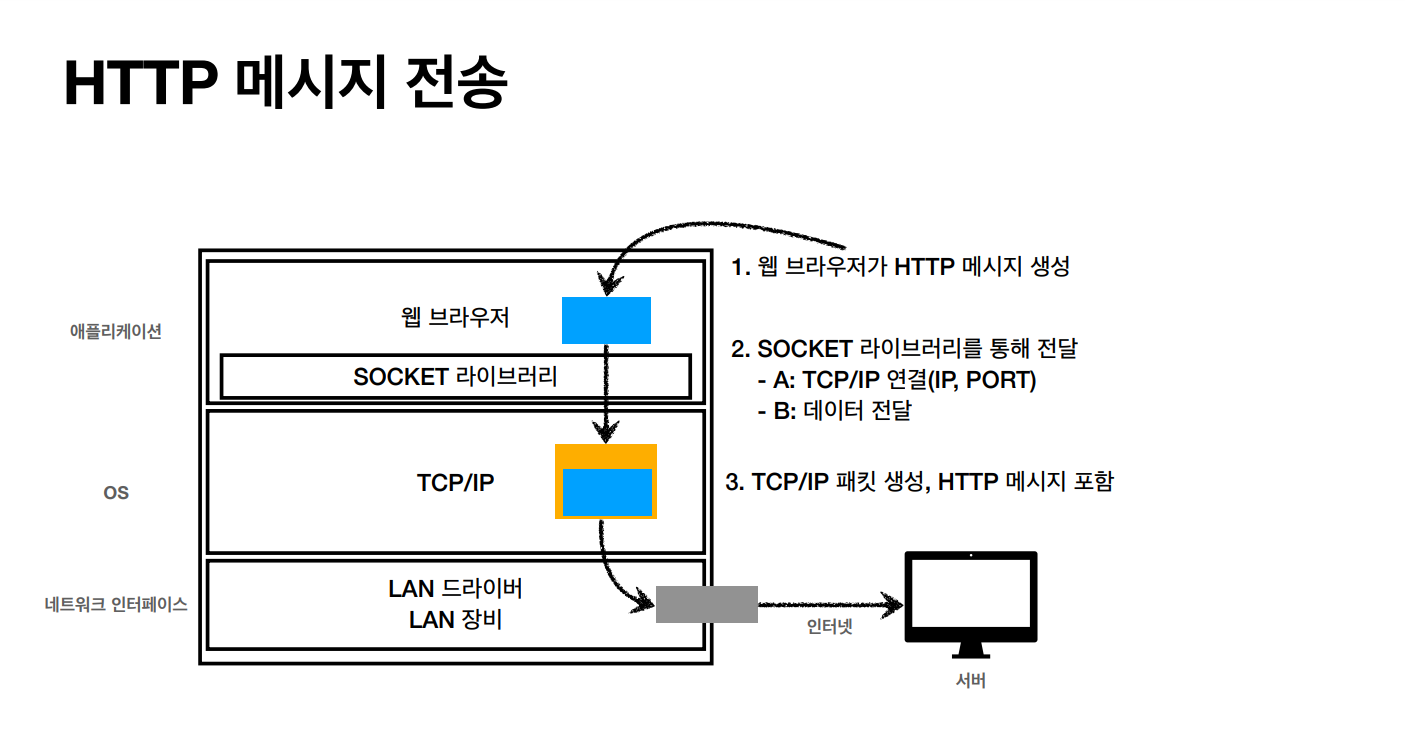 HTTP 메시지 전송
1. 웹 브라우저가 HTTP 메시지 생성
애플리케이션
웹 브라우저
SOCKET 라이브러리
2. SOCKET 라이브러리를 통해 전달
- A: TCP/IP 연결(IP, PORT)
- B: 데이터 전달
OS
TCP/IP
3. TCP/IP 패킷 생성, HTTP 메시지 포함
네트워크 인터페이스
LAN 드라이버
LAN 장비
인터넷
서버